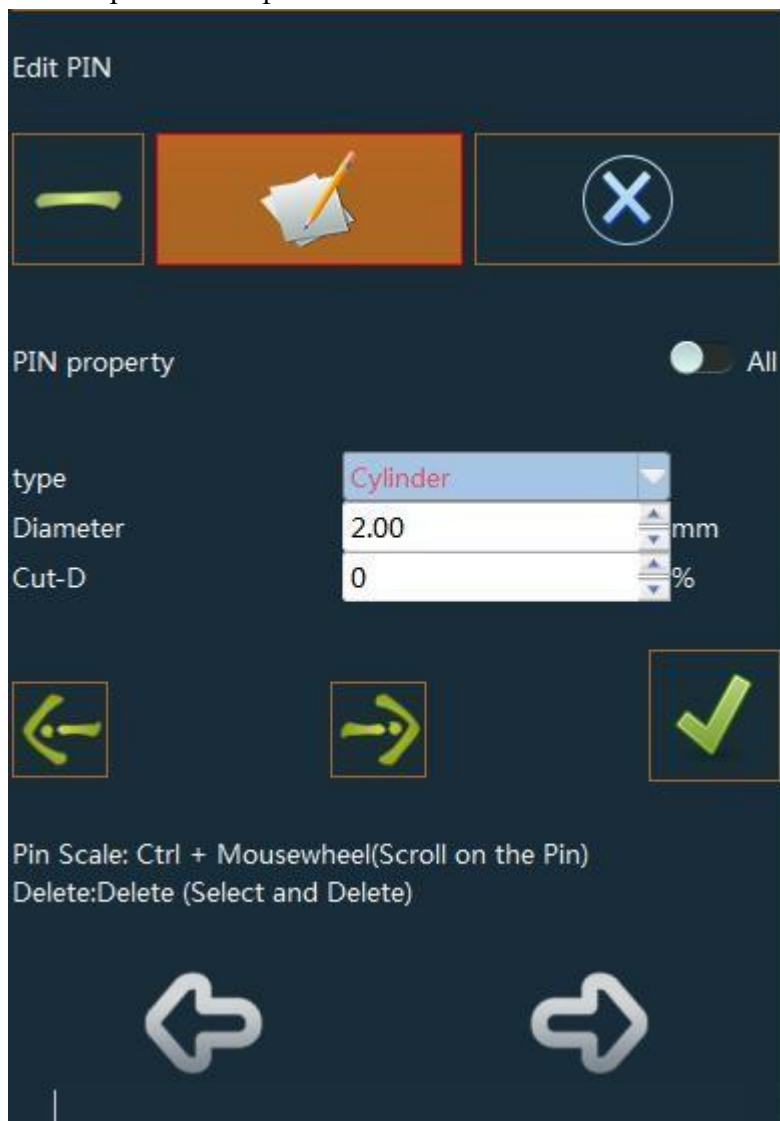 Edit PIN
PIN property All
type Cylinder
Diameter 2.00 mm
Cut-D 0 %
Pin Scale: Ctrl + Mousewheel(Scroll on the Pin)
Delete:Delete (Select and Delete)